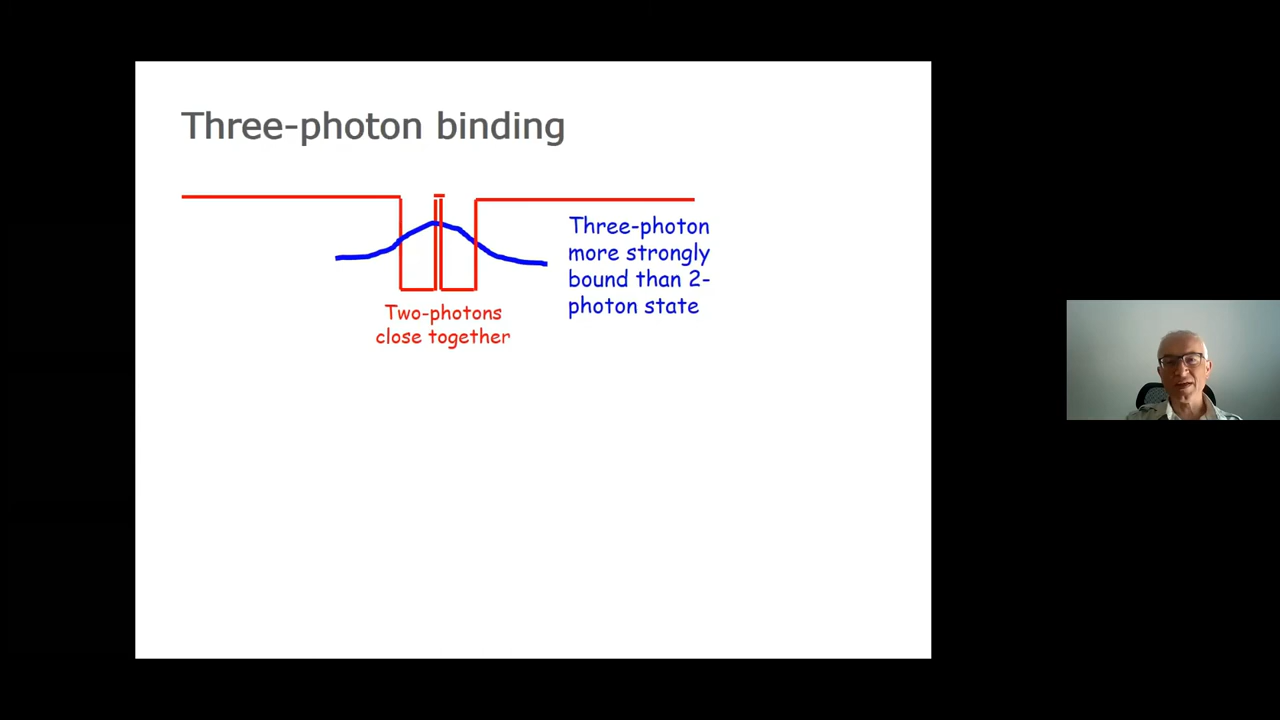 Three-photon binding
Three-photon
more strongly
bound than 2-
photon state
Two-photons
close together